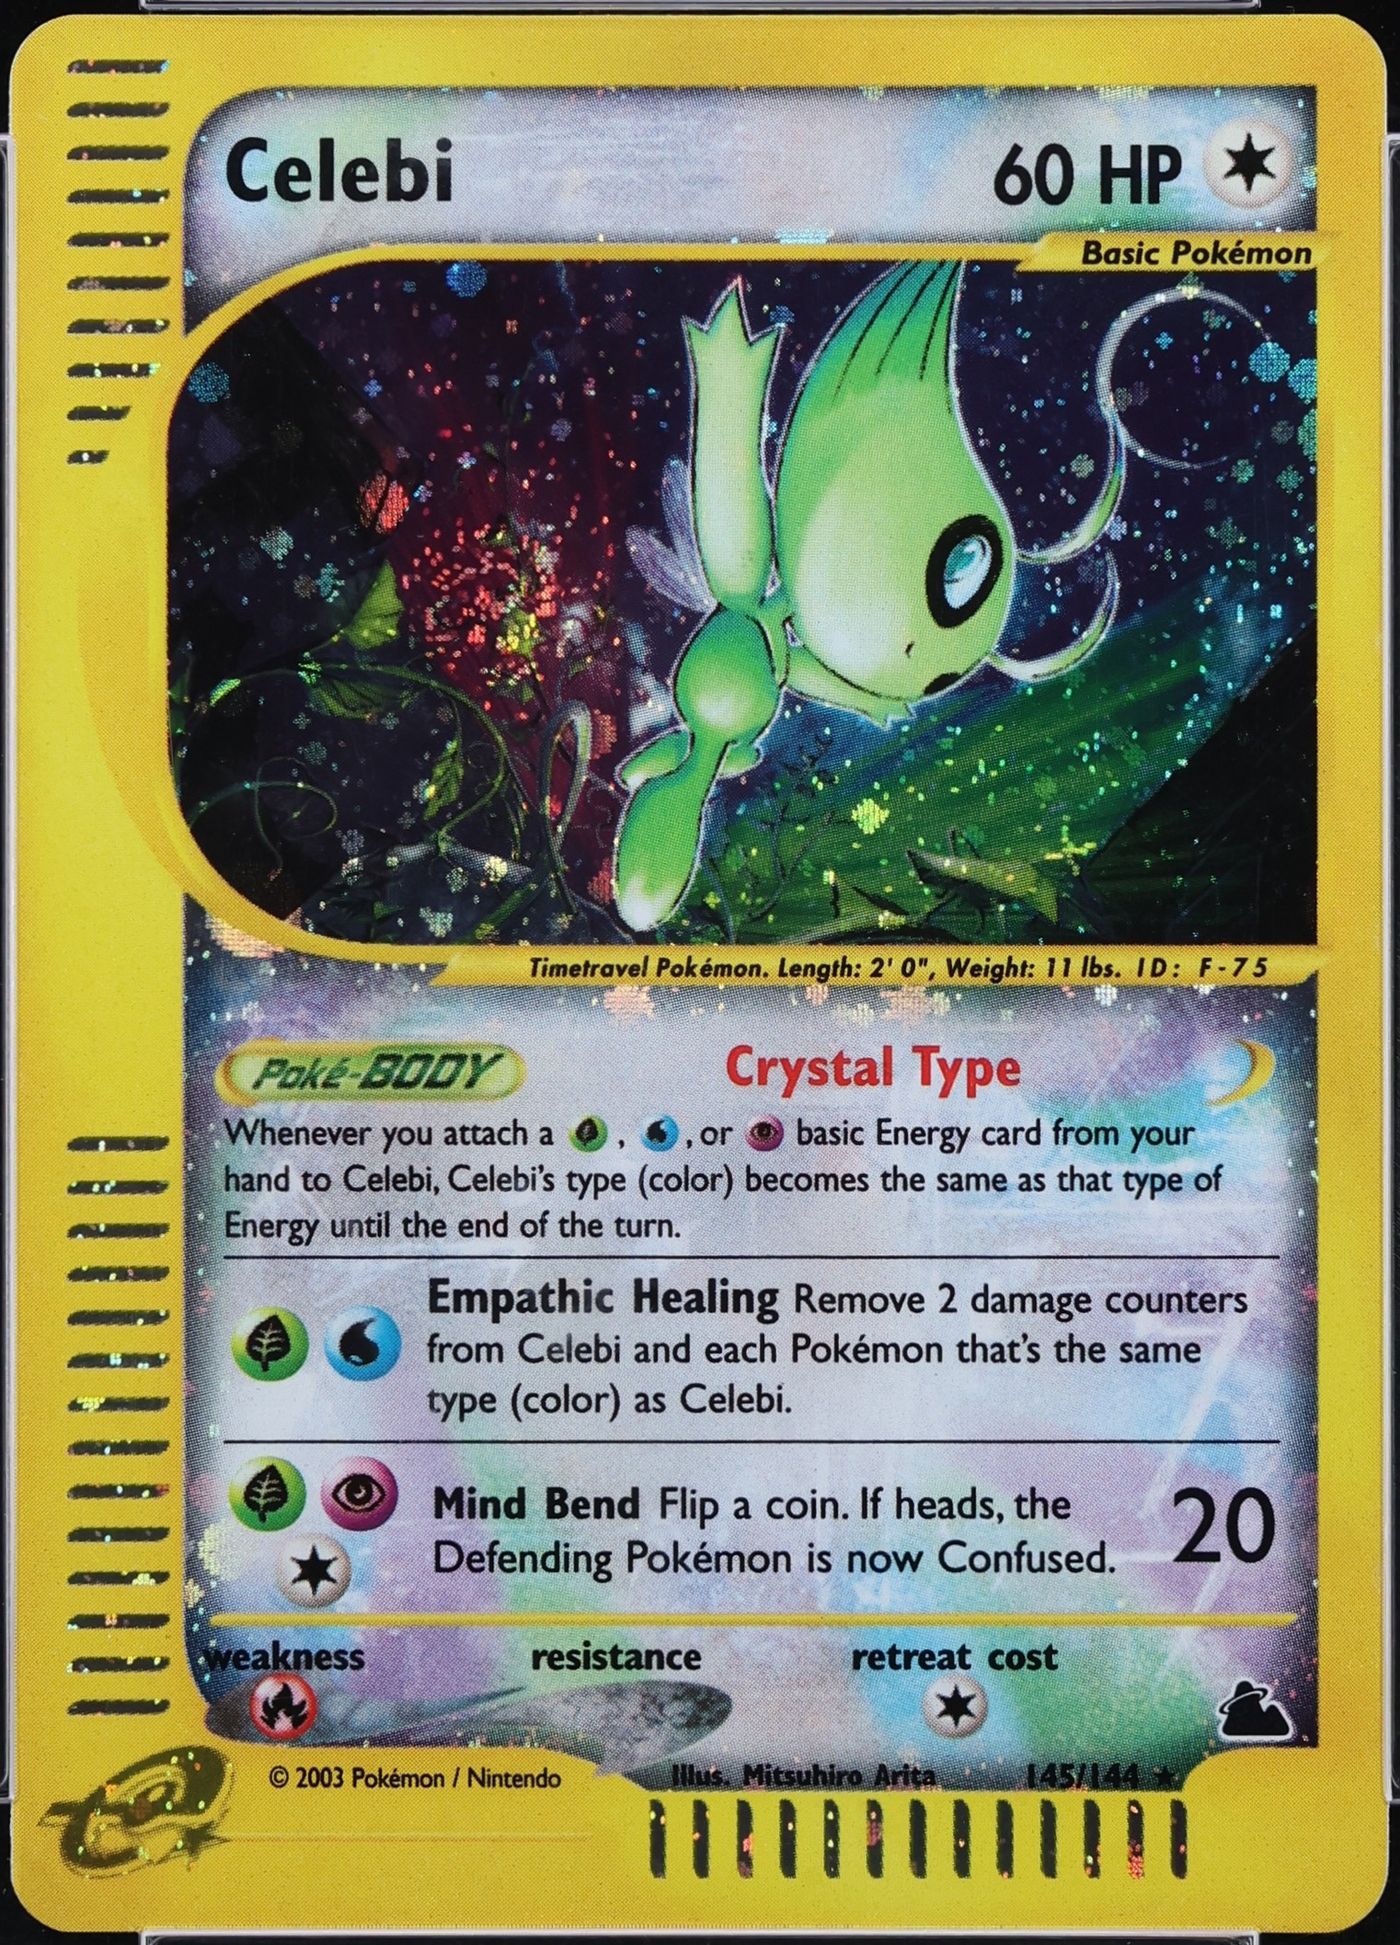 Celebi
60 HP
Basic Pokémon
Timetravel Pokémon. Length: 2' 0", Weight: 11 lbs. ID: F-75
Poké-BODY
Crystal Type
Whenever you attach a , , or basic Energy card from your
hand to Celebi, Celebi's type (color) becomes the same as that type of
Energy until the end of the turn.
Empathic Healing Remove 2 damage counters
from Celebi and each Pokémon that's the same
type (color) as Celebi.
Mind Bend Flip a coin. If heads, the
Defending Pokémon is now Confused.
20
weakness
resistance
retreat cost
© 2003 Pokémon / Nintendo
Illus. Mitsuhiro Arita
145/144 ★